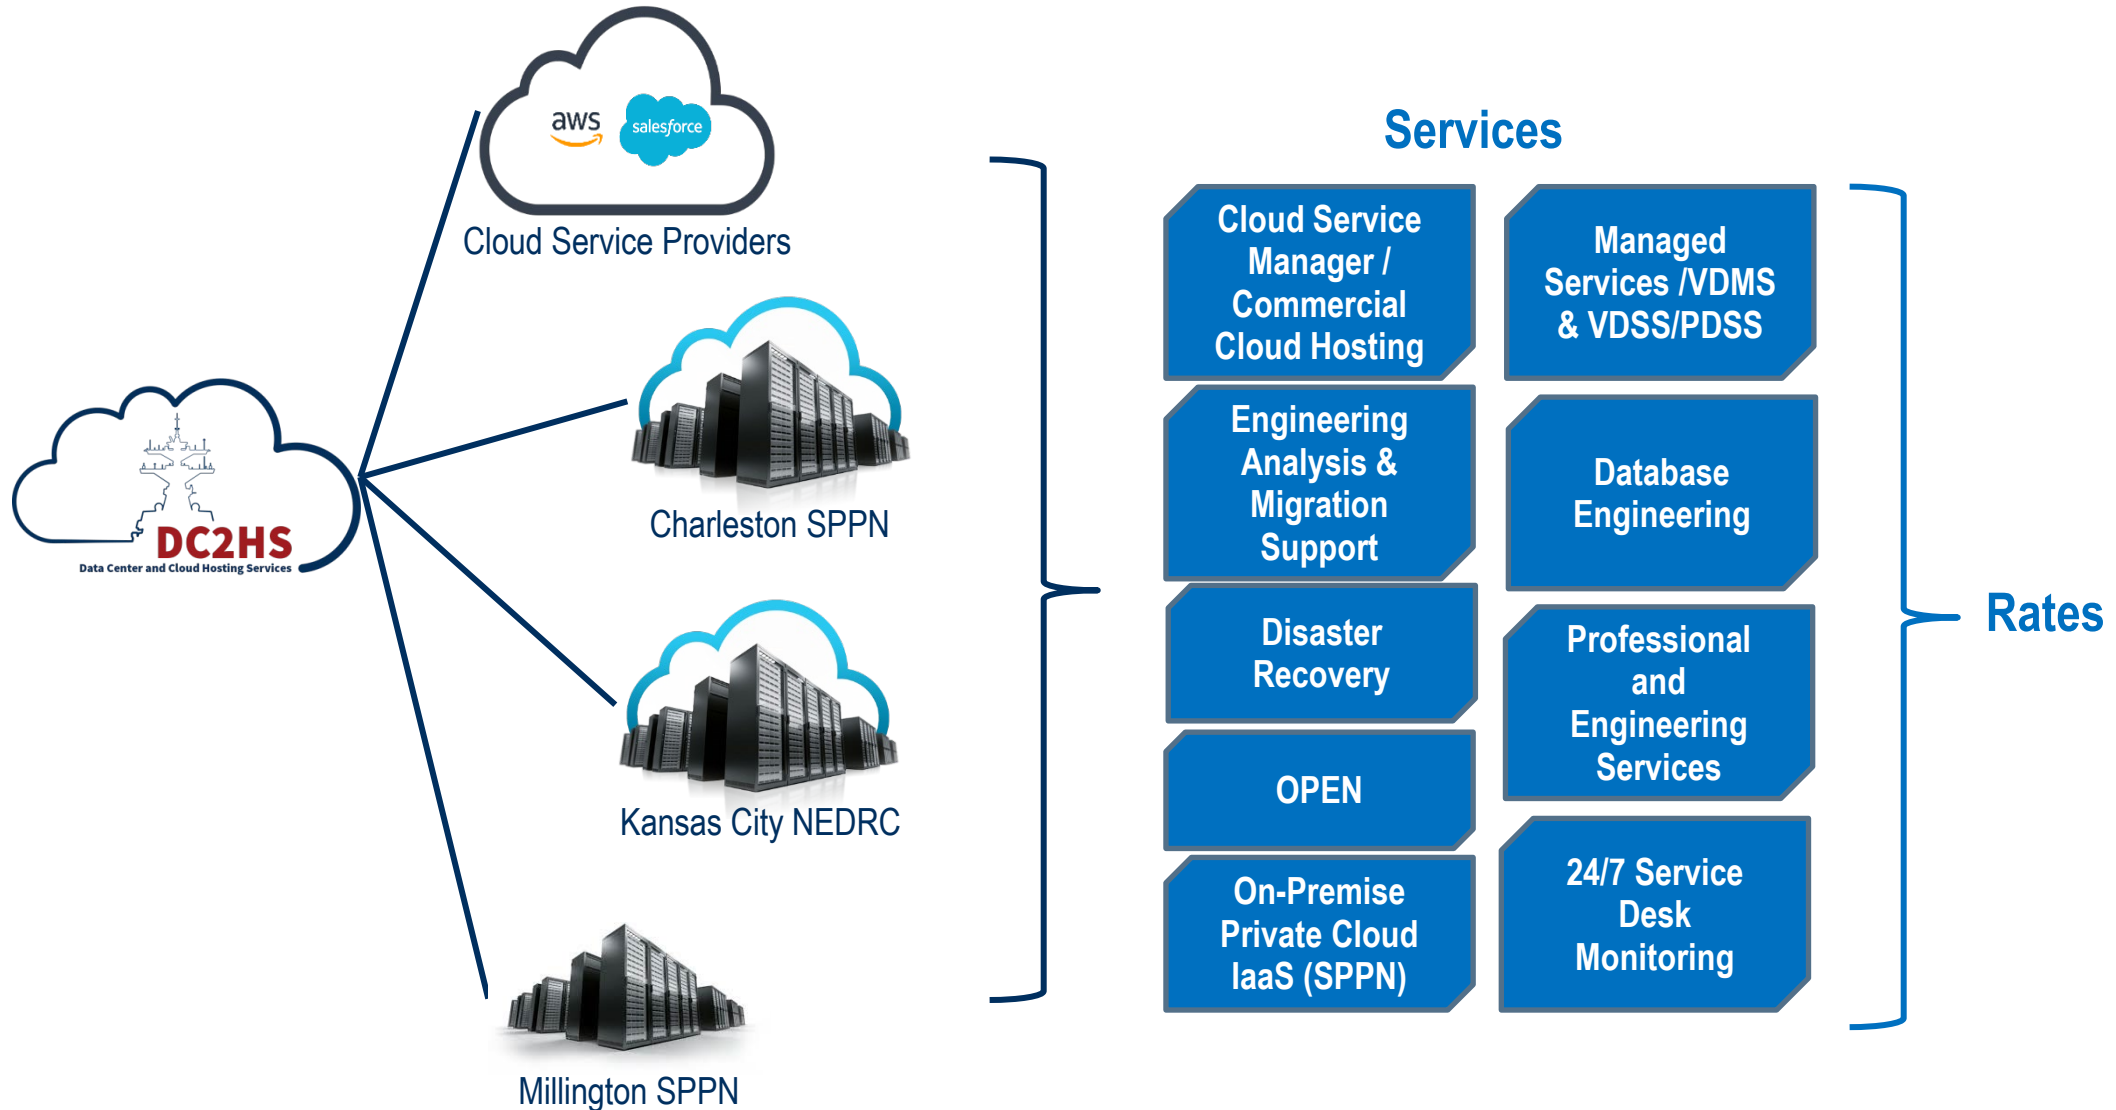 aws
salesforce
Cloud Service Providers
Charleston SPPN
DC2HS
Data Center and Cloud Hosting Services
Kansas City NEDRC
Millington SPPN
Services
Cloud Service
Manager /
Commercial
Cloud Hosting
Managed
Services /VDMS
& VDSS/PDSS
Engineering
Analysis &
Migration
Support
Database
Engineering
Disaster
Recovery
Professional
and
Engineering
Services
OPEN
On-Premise
Private Cloud
IaaS (SPPN)
24/7 Service
Desk
Monitoring
Rates